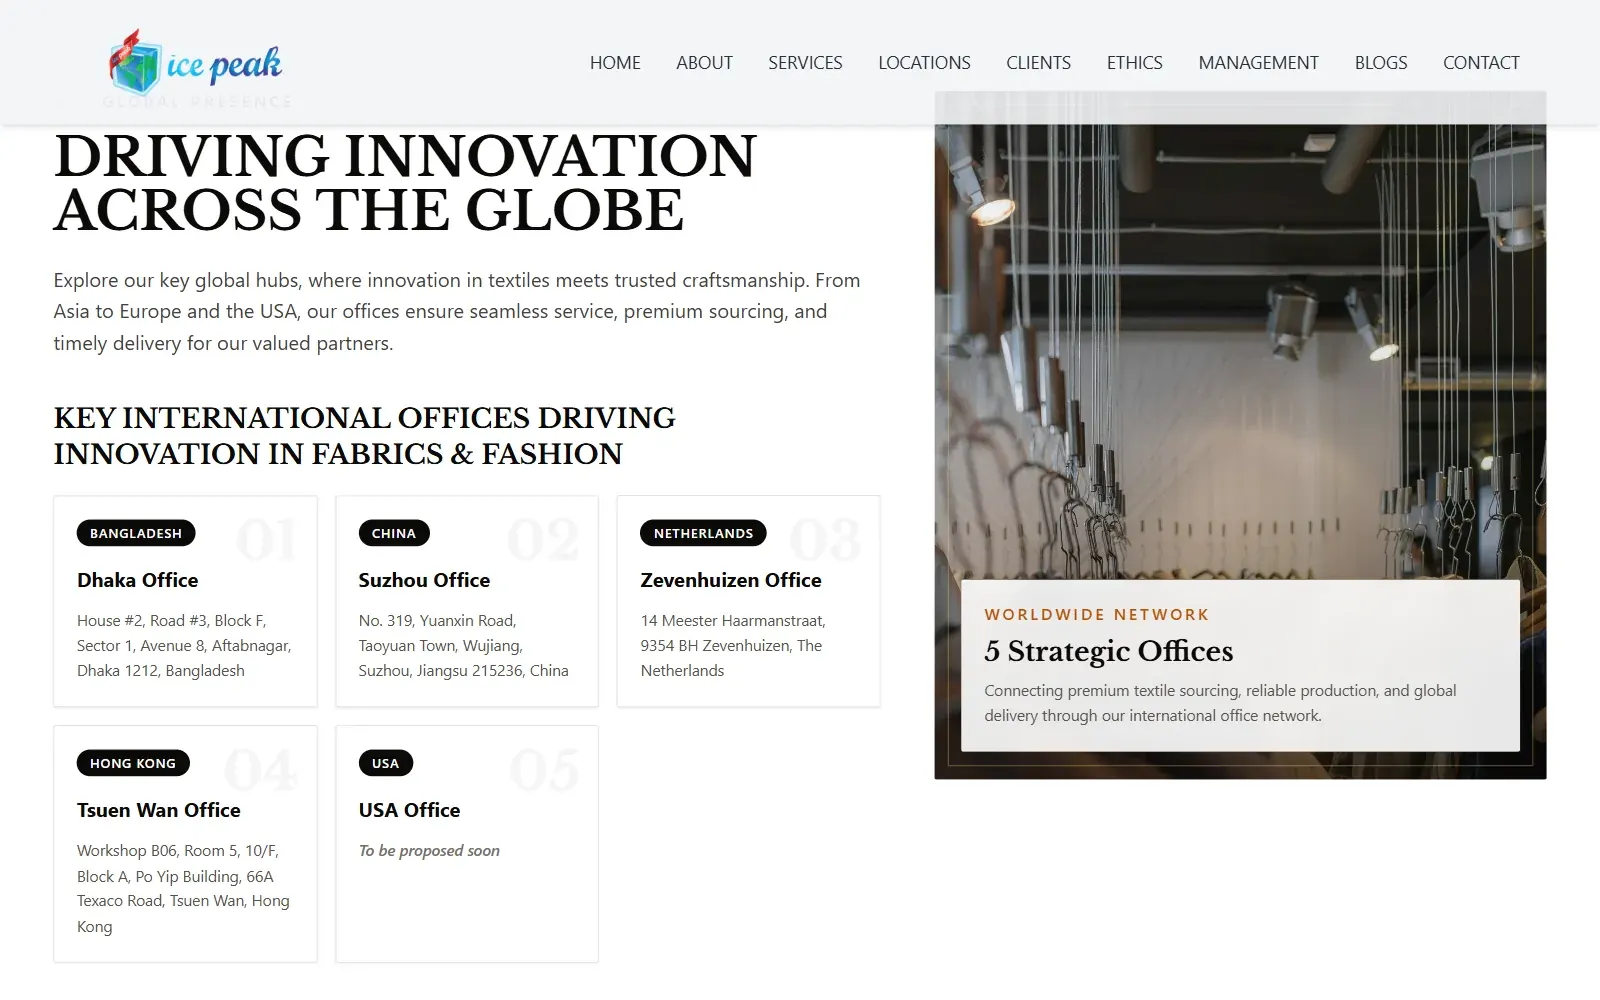 ice peak
HOME ABOUT SERVICES LOCATIONS CLIENTS ETHICS MANAGEMENT BLOGS CONTACT
GLOBAL PRESENCE
DRIVING INNOVATION
ACROSS THE GLOBE
Explore our key global hubs, where innovation in textiles meets trusted craftsmanship. From
Asia to Europe and the USA, our offices ensure seamless service, premium sourcing, and
timely delivery for our valued partners.
KEY INTERNATIONAL OFFICES DRIVING
INNOVATION IN FABRICS & FASHION
BANGLADESH 01
Dhaka Office
House #2, Road #3, Block F,
Sector 1, Avenue 8, Aftabnagar,
Dhaka 1212, Bangladesh
CHINA 02
Suzhou Office
No. 319, Yuanxin Road,
Taoyuan Town, Wujiang,
Suzhou, Jiangsu 215236, China
NETHERLANDS 03
Zevenhuizen Office
14 Meester Haarmanstraat,
9354 BH Zevenhuizen, The
Netherlands
HONG KONG 04
Tsuen Wan Office
Workshop B06, Room 5, 10/F,
Block A, Po Yip Building, 66A
Texaco Road, Tsuen Wan, Hong
Kong
USA 05
USA Office
To be proposed soon
WORLDWIDE NETWORK
5 Strategic Offices
Connecting premium textile sourcing, reliable production, and global
delivery through our international office network.